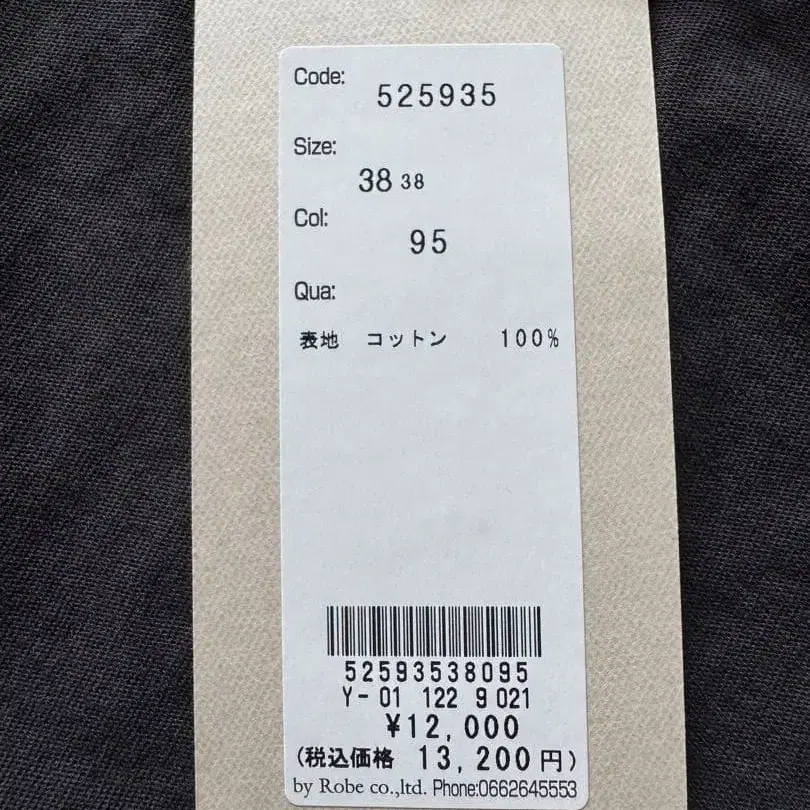 Code:
525935
Size:
38 38
Col:
95
Qua:
表地 コットン 100%
52593538095
Y-01 122 9 021
¥12,000
(税込価格 13,200円)
by Robe co.,ltd. Phone:0662645553